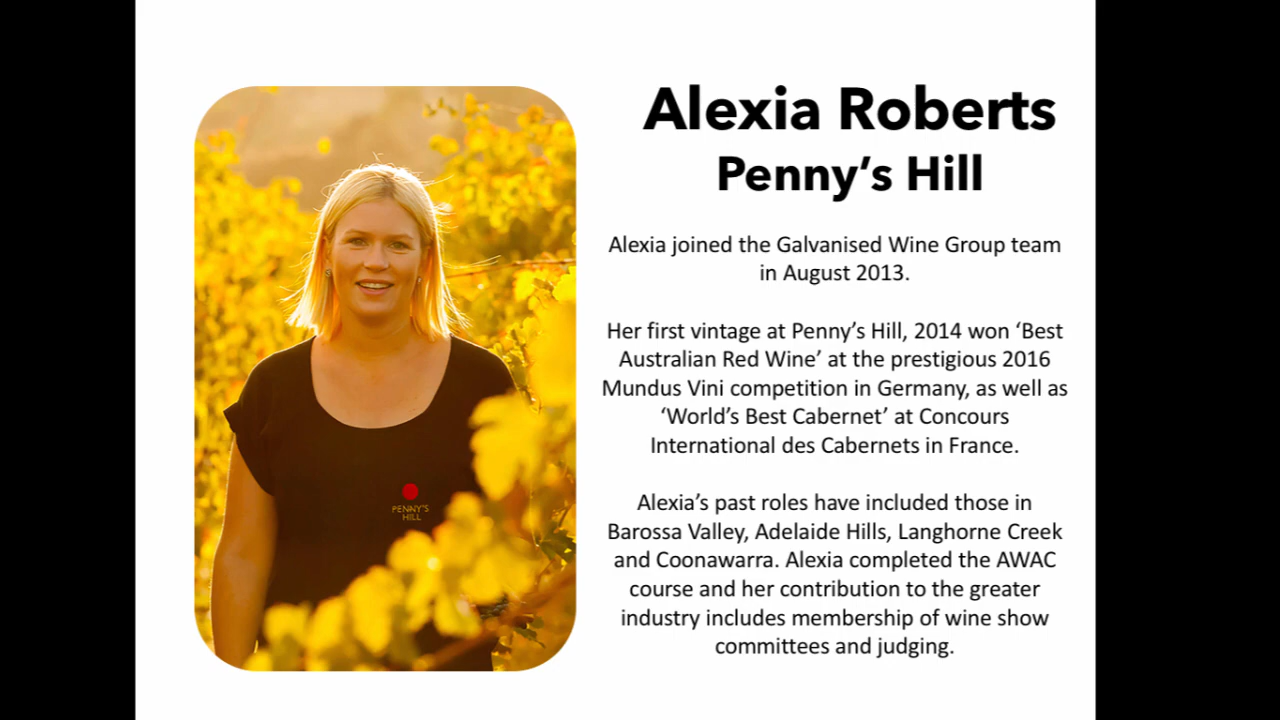 Alexia Roberts
Penny’s Hill
Alexia joined the Galvanised Wine Group team
in August 2013.
Her first vintage at Penny’s Hill, 2014 won ‘Best
Australian Red Wine’ at the prestigious 2016
Mundus Vini competition in Germany, as well as
‘World’s Best Cabernet’ at Concours
International des Cabernets in France.
Alexia’s past roles have included those in
Barossa Valley, Adelaide Hills, Langhorne Creek
and Coonawarra. Alexia completed the AWAC
course and her contribution to the greater
industry includes membership of wine show
committees and judging.
PENNY’S
HILL